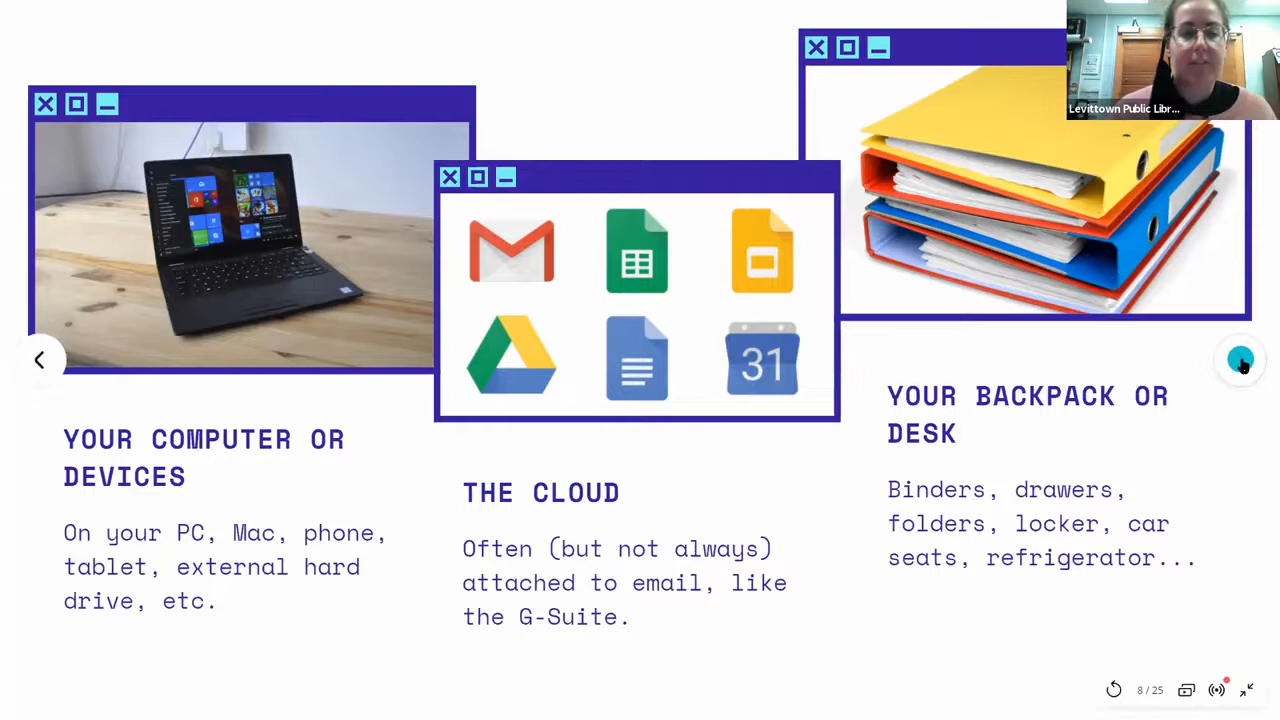 Levittown Public Libr...
31
YOUR COMPUTER OR
DEVICES
On your PC, Mac, phone,
tablet, external hard
drive, etc.
THE CLOUD
Often (but not always)
attached to email, like
the G-Suite.
YOUR BACKPACK OR
DESK
Binders, drawers,
folders, locker, car
seats, refrigerator...
8 / 25